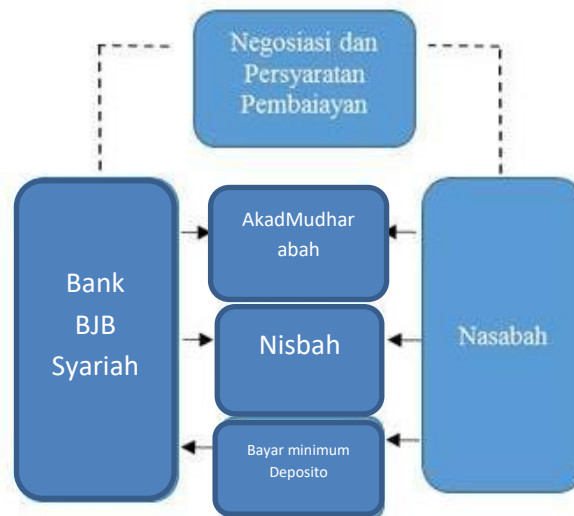 Negosiasi dan
Persyaratan
Pembaiayan
AkadMudhar
abah
Bank
BJB
Syariah
Nisbah
Nasabah
Bayar minimum
Deposito